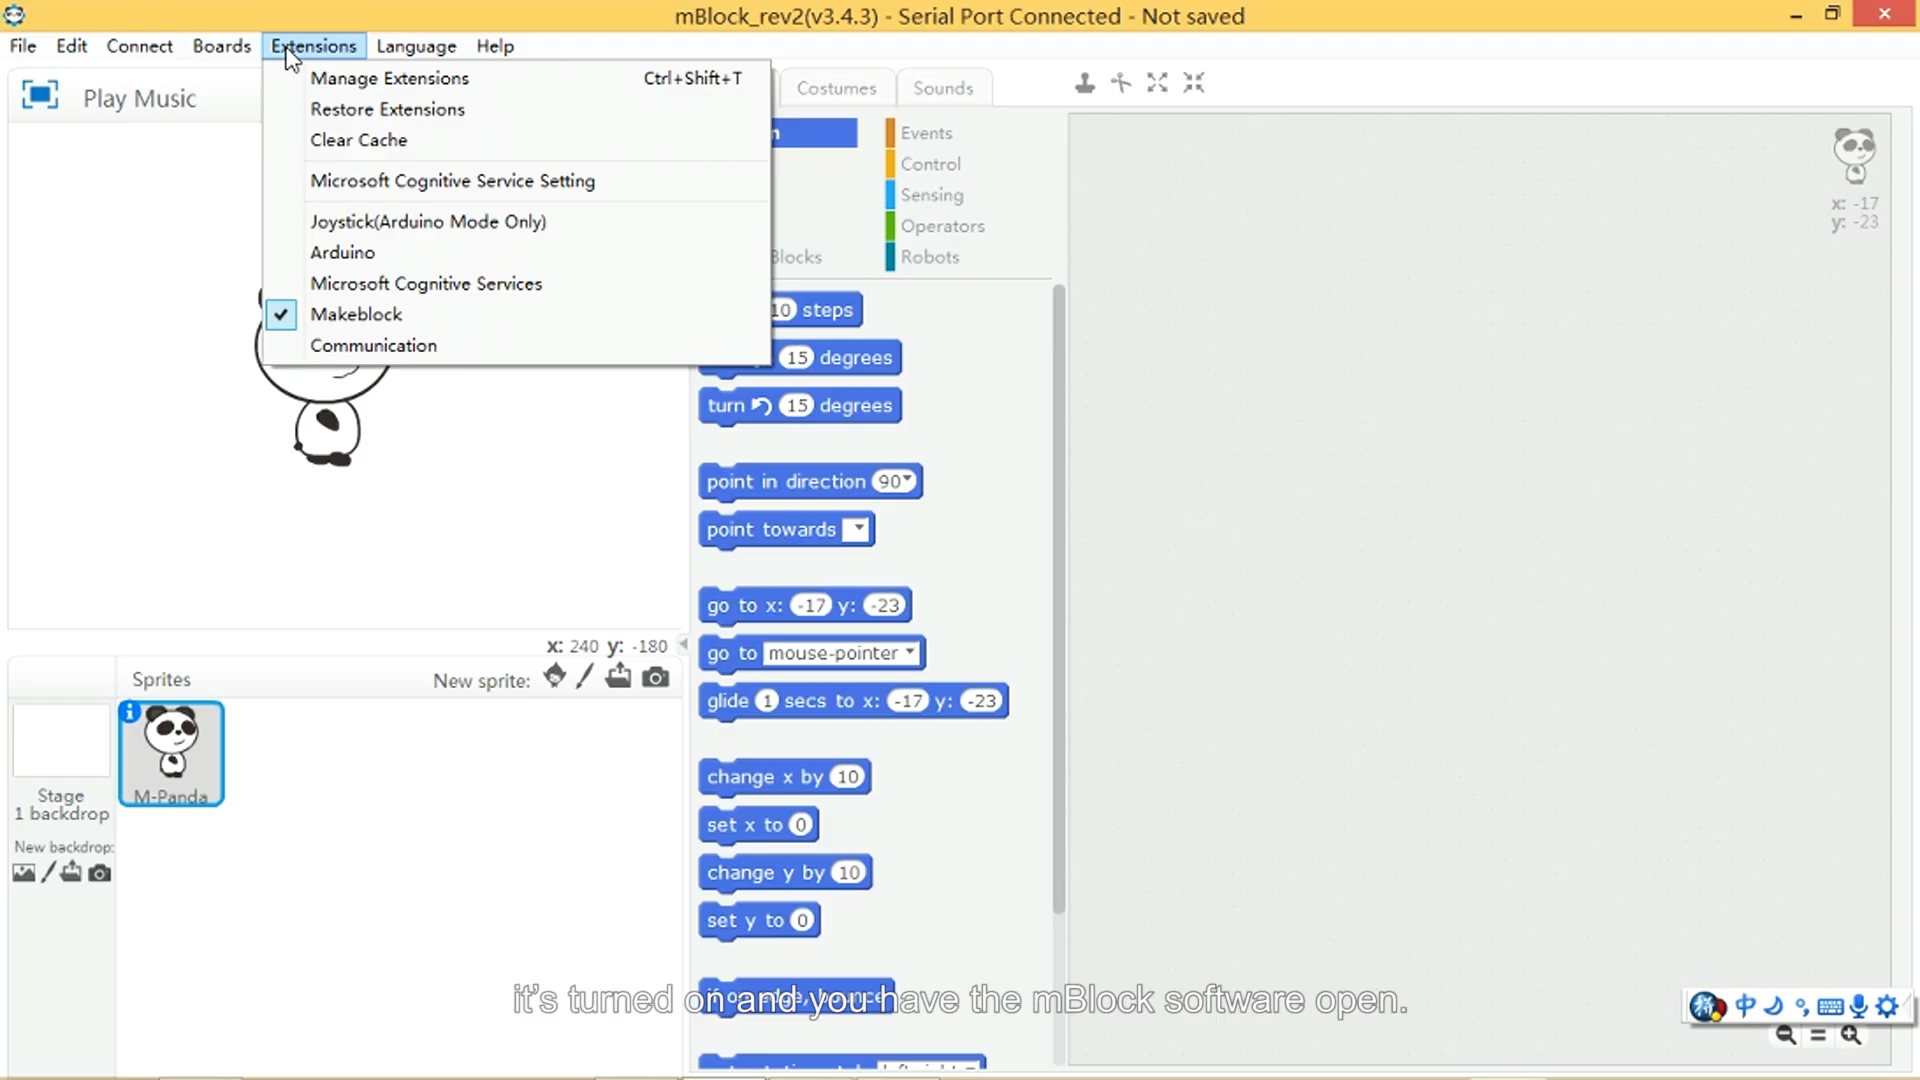 mBlock_rev2(v3.4.3) - Serial Port Connected - Not saved
File Edit Connect Boards Extensions Language Help
Manage Extensions Ctrl+Shift+T
Restore Extensions
Clear Cache
Microsoft Cognitive Service Setting
Joystick(Arduino Mode Only)
Arduino
Microsoft Cognitive Services
Makeblock
Communication
Play Music
Costumes Sounds
Events
Control
Sensing
Operators
Blocks Robots
x: -17
y: -23
10 steps
15 degrees
turn 15 degrees
point in direction 90
point towards
go to x: -17 y: -23
go to mouse-pointer
glide 1 secs to x: -17 y: -23
change x by 10
set x to 0
change y by 10
set y to 0
if on edge, bounce
x: 240 y: -180
Sprites New sprite:
M-Panda
Stage
1 backdrop
New backdrop:
it's turned on and you have the mBlock software open.
中